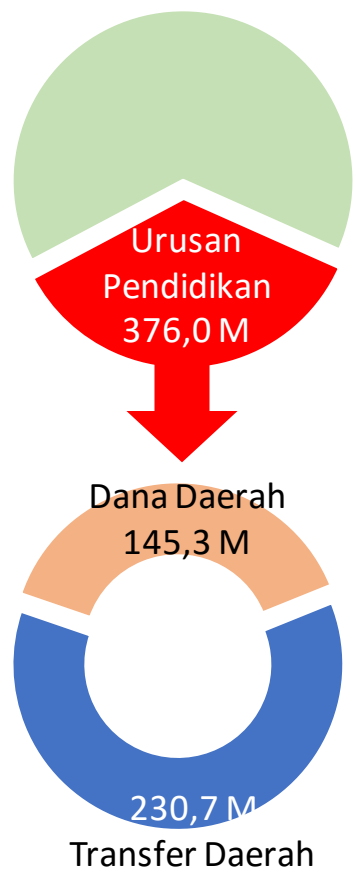 Urusan
Pendidikan
376,0 M
Dana Daerah
145,3 M
230,7 M
Transfer Daerah